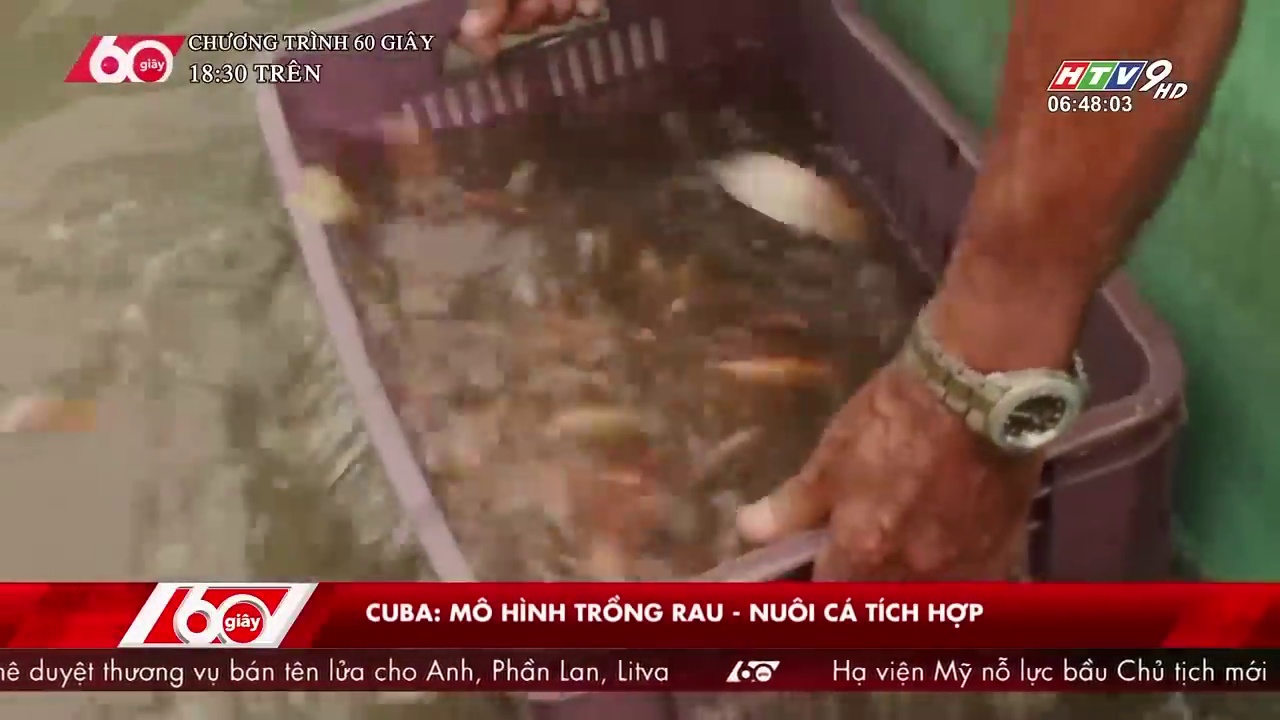 60 giây
CHƯƠNG TRÌNH 60 GIÂY
18:30 TRÊN
HTV9 HD
06:48:03
60 giây
CUBA: MÔ HÌNH TRỒNG RAU - NUÔI CÁ TÍCH HỢP
duyệt thương vụ bán tên lửa cho Anh, Phần Lan, Litva 60 Hạ viện Mỹ nỗ lực bầu Chủ tịch mới